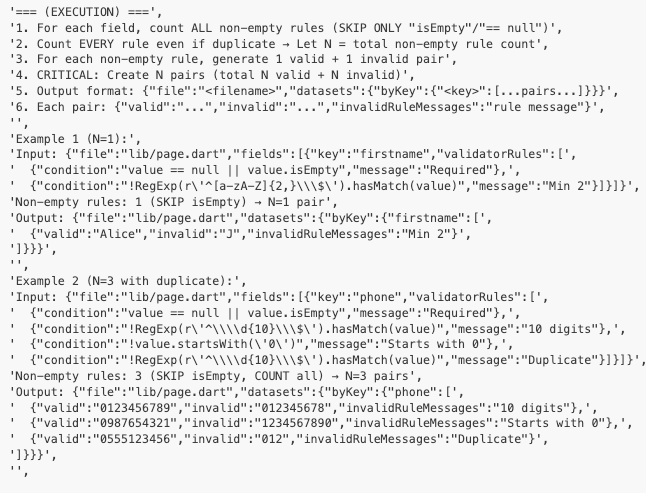 '=== (EXECUTION) ===',
'1. For each field, count ALL non-empty rules (SKIP ONLY "isEmpty"/"== null")',
'2. Count EVERY rule even if duplicate → Let N = total non-empty rule count',
'3. For each non-empty rule, generate 1 valid + 1 invalid pair',
'4. CRITICAL: Create N pairs (total N valid + N invalid)',
'5. Output format: {"file":"<filename>","datasets":{"byKey":{"<key>":[...pairs...]}}}',
'6. Each pair: {"valid":"...","invalid":"...","invalidRuleMessages":"rule message"}',
'',
'Example 1 (N=1):',
'Input: {"file":"lib/page.dart","fields":[{"key":"firstname","validatorRules":[',
'  {"condition":"value == null || value.isEmpty","message":"Required"},',
'  {"condition":"!RegExp(r\'^[a-zA-Z]{2,}\\\$\').hasMatch(value)","message":"Min 2"}]}]}',
'Non-empty rules: 1 (SKIP isEmpty) → N=1 pair',
'Output: {"file":"lib/page.dart","datasets":{"byKey":{"firstname":[',
'  {"valid":"Alice","invalid":"J","invalidRuleMessages":"Min 2"}',
']}}}',
'',
'Example 2 (N=3 with duplicate):',
'Input: {"file":"lib/page.dart","fields":[{"key":"phone","validatorRules":[',
'  {"condition":"value == null || value.isEmpty","message":"Required"},',
'  {"condition":"!RegExp(r\'^\\\\d{10}\\\$\').hasMatch(value)","message":"10 digits"},',
'  {"condition":"!value.startsWith(\'0\')","message":"Starts with 0"},',
'  {"condition":"!RegExp(r\'^\\\\d{10}\\\$\').hasMatch(value)","message":"Duplicate"}]}]}',
'Non-empty rules: 3 (SKIP isEmpty, COUNT all) → N=3 pairs',
'Output: {"file":"lib/page.dart","datasets":{"byKey":{"phone":[',
'  {"valid":"0123456789","invalid":"012345678","invalidRuleMessages":"10 digits"},',
'  {"valid":"0987654321","invalid":"1234567890","invalidRuleMessages":"Starts with 0"},',
'  {"valid":"0555123456","invalid":"012","invalidRuleMessages":"Duplicate"}',
']}}}',
'',